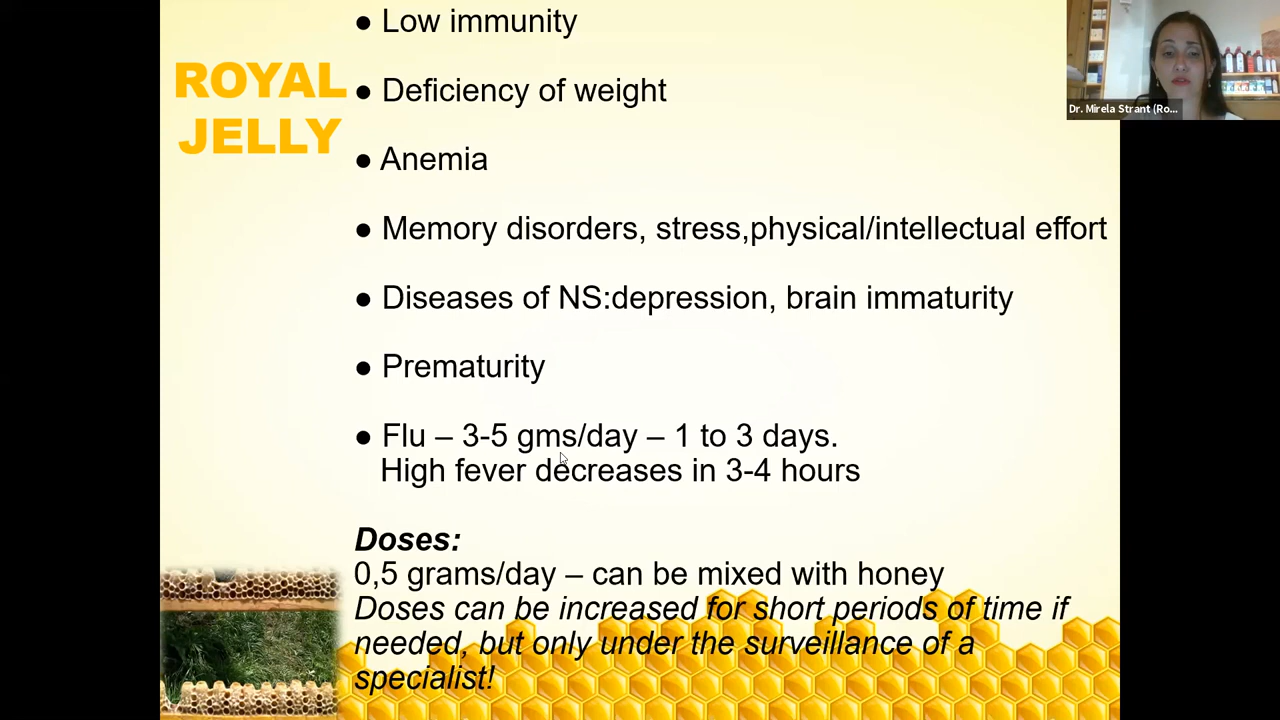 ROYAL
JELLY
● Low immunity
● Deficiency of weight
● Anemia
● Memory disorders, stress,physical/intellectual effort
● Diseases of NS:depression, brain immaturity
● Prematurity
● Flu – 3-5 gms/day – 1 to 3 days.
High fever decreases in 3-4 hours
Doses:
0,5 grams/day – can be mixed with honey
Doses can be increased for short periods of time if
needed, but only under the surveillance of a
specialist!
Dr. Mirela Strant (Ro...